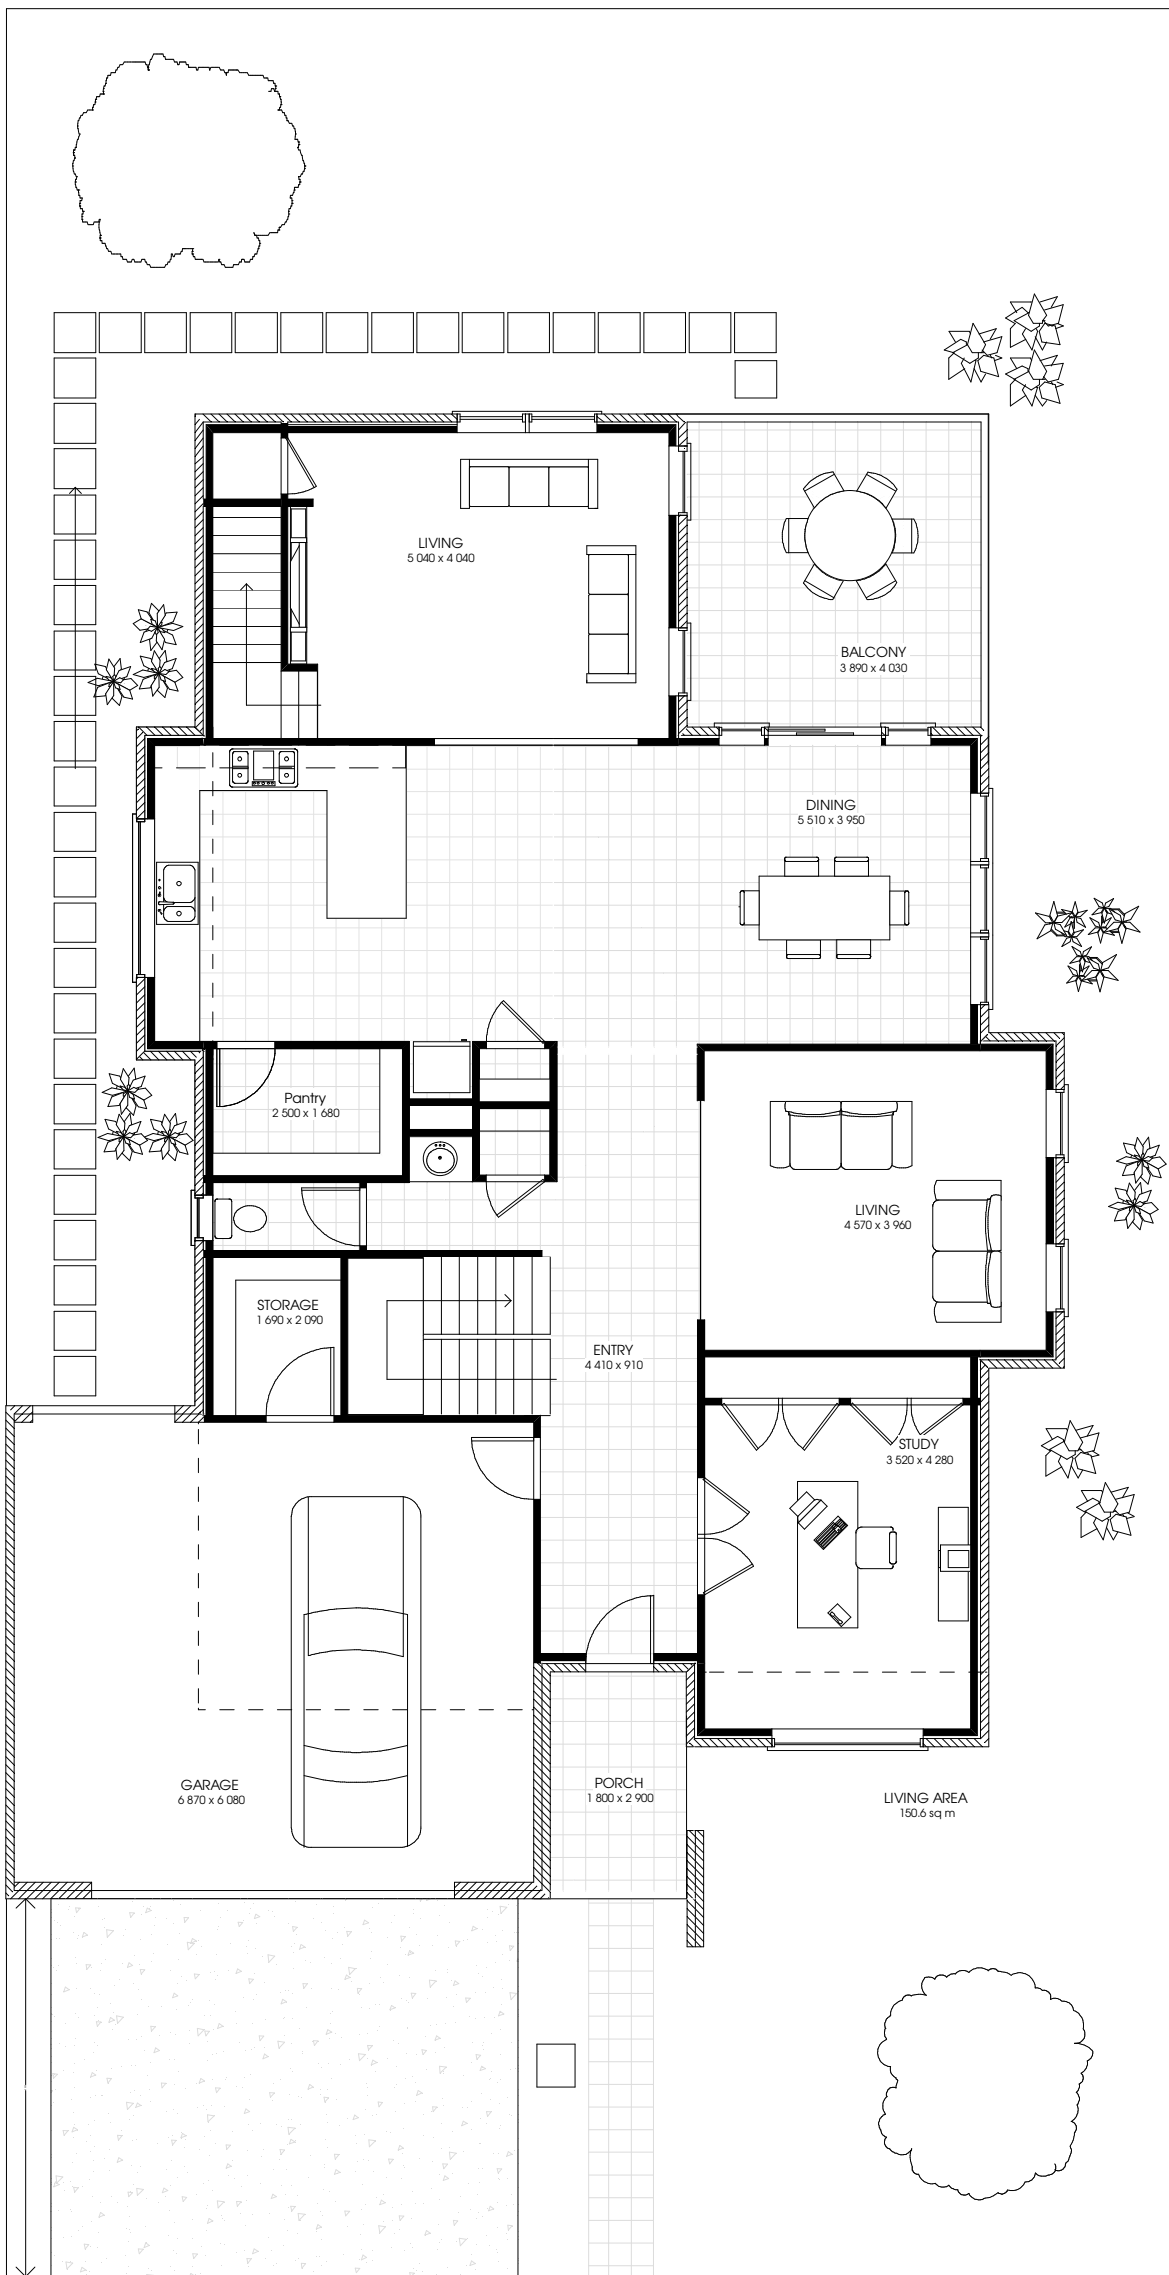 LIVING
5 040 x 4 040
BALCONY
3 890 x 4 030
DINING
5 510 x 3 950
Pantry
2 500 x 1 680
LIVING
4 570 x 3 960
STORAGE
1 690 x 2 090
ENTRY
4 410 x 910
STUDY
3 520 x 4 280
GARAGE
6 870 x 6 080
PORCH
1 800 x 2 900
LIVING AREA
150.6 sq m